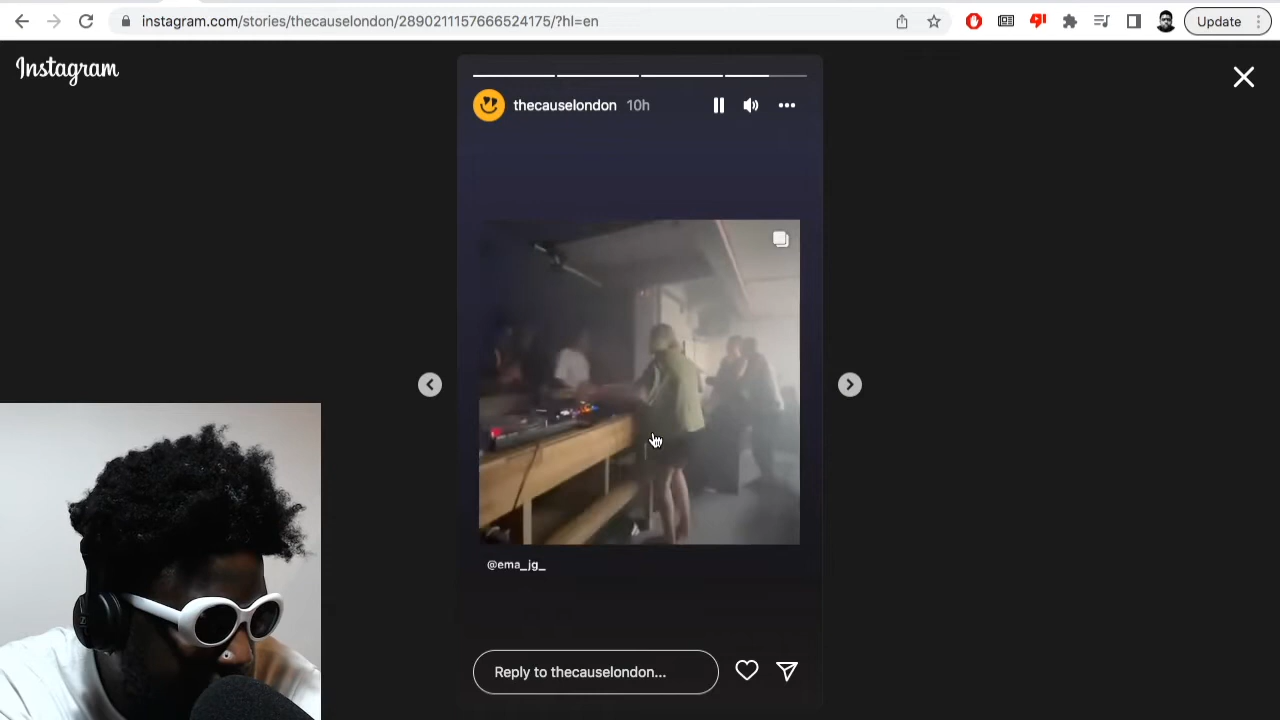 instagram.com/stories/thecauselondon/2890211157666524175/?hl=en
Update
Instagram
thecauselondon 10h
@ema_jg_
Reply to thecauselondon...